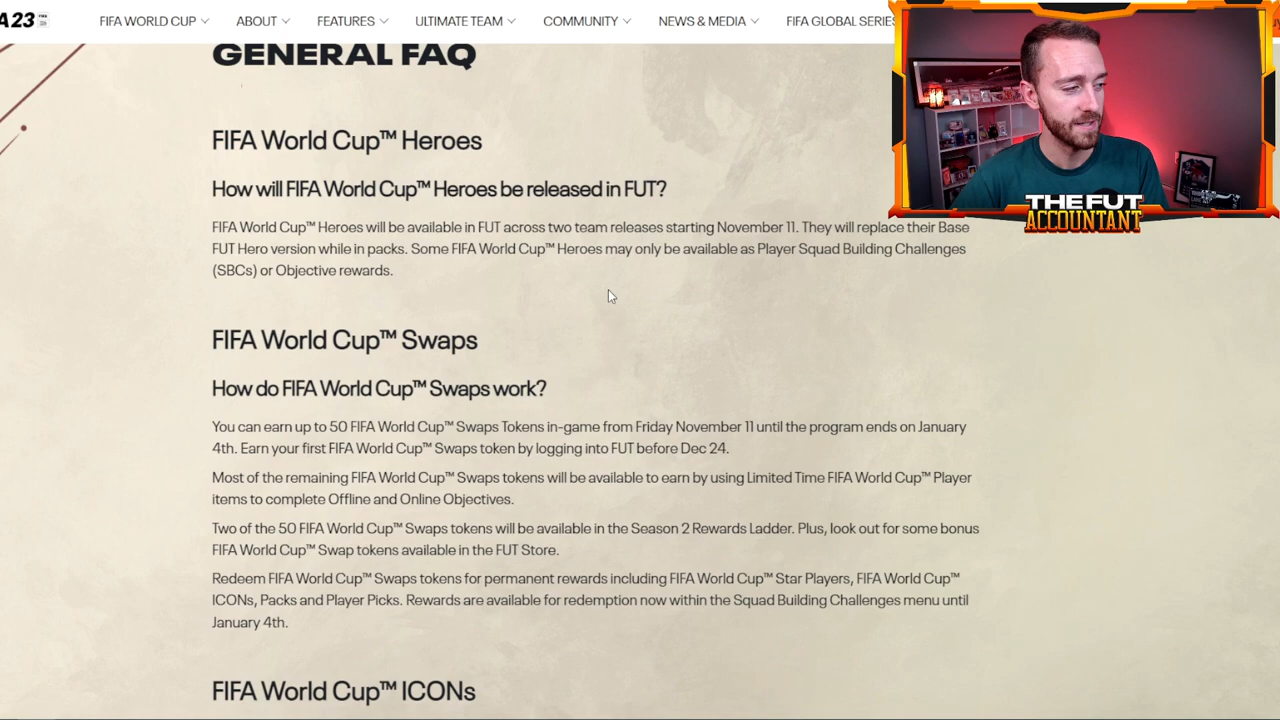 A 23
FIFA WORLD CUP
ABOUT
FEATURES
ULTIMATE TEAM
COMMUNITY
NEWS & MEDIA
FIFA GLOBAL SERIES
THE FUT
ACCOUNTANT
GENERAL FAQ
FIFA World Cup™ Heroes
How will FIFA World Cup™ Heroes be released in FUT?
FIFA World Cup™ Heroes will be available in FUT across two team releases starting November 11. They will replace their Base
FUT Hero version while in packs. Some FIFA World Cup™ Heroes may only be available as Player Squad Building Challenges
(SBCs) or Objective rewards.
FIFA World Cup™ Swaps
How do FIFA World Cup™ Swaps work?
You can earn up to 50 FIFA World Cup™ Swaps Tokens in-game from Friday November 11 until the program ends on January
4th. Earn your first FIFA World Cup™ Swaps token by logging into FUT before Dec 24.
Most of the remaining FIFA World Cup™ Swaps tokens will be available to earn by using Limited Time FIFA World Cup™ Player
items to complete Offline and Online Objectives.
Two of the 50 FIFA World Cup™ Swaps tokens will be available in the Season 2 Rewards Ladder. Plus, look out for some bonus
FIFA World Cup™ Swap tokens available in the FUT Store.
Redeem FIFA World Cup™ Swaps tokens for permanent rewards including FIFA World Cup™ Star Players, FIFA World Cup™
ICONs, Packs and Player Picks. Rewards are available for redemption now within the Squad Building Challenges menu until
January 4th.
FIFA World Cup™ ICONs